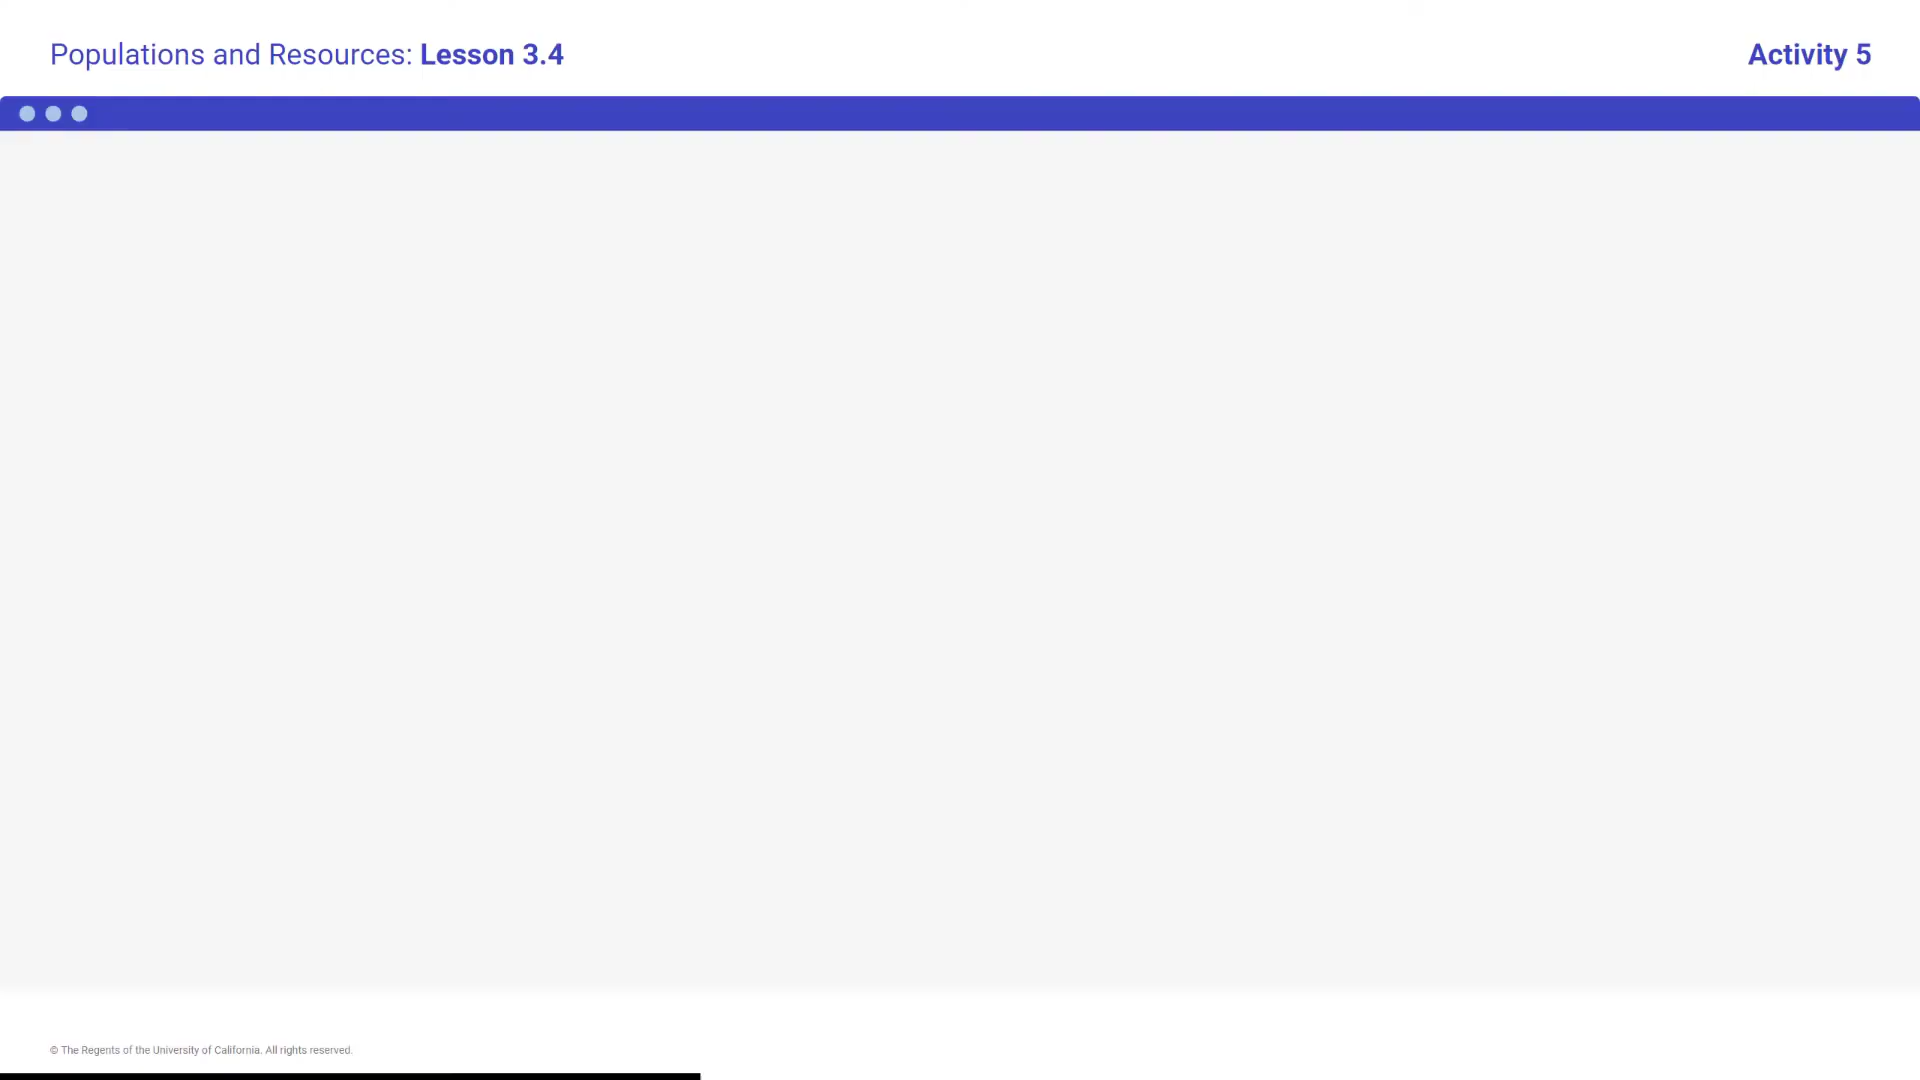 Populations and Resources: Lesson 3.4
Activity 5
© The Regents of the University of California. All rights reserved.